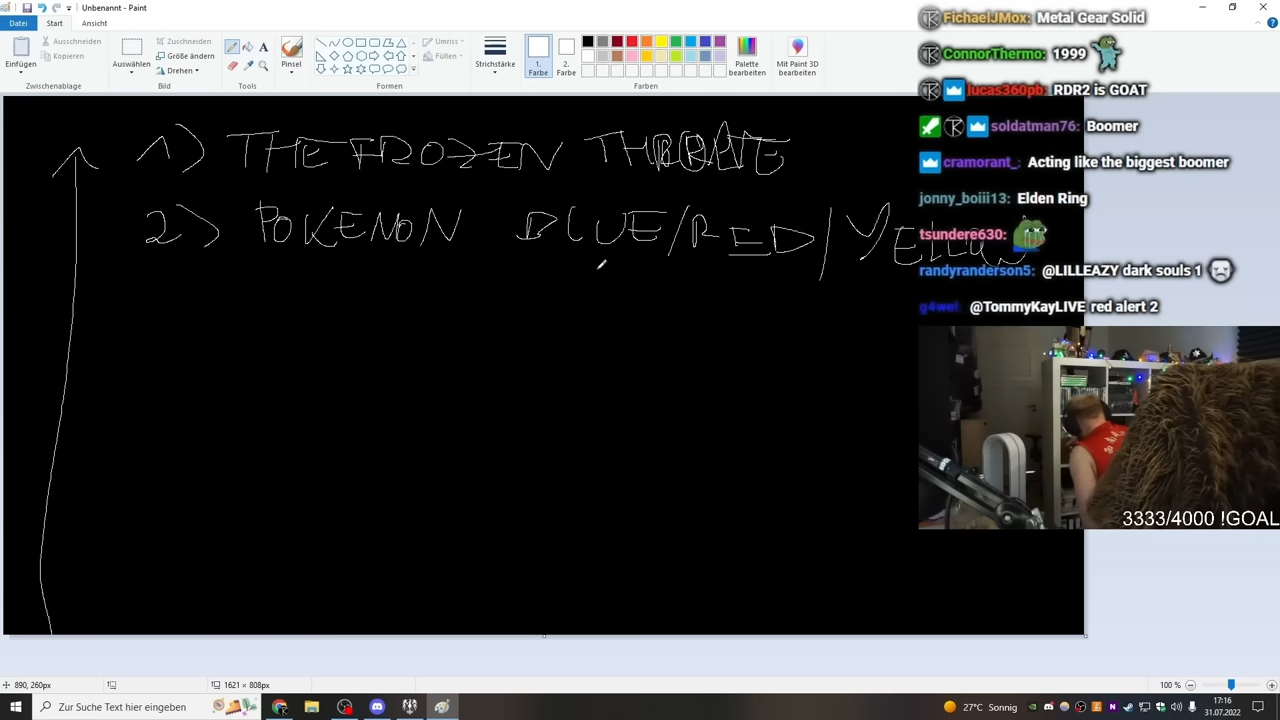 Unbenannt - Paint
Datei Start Ansicht
Einfügen
Ausschneiden
Kopieren
Zwischenablage
Auswählen
Zuschneiden
Größe ändern
Drehen
Bild
A
Tools
Pinsel
Formen
Umriss
Füllen
Strichstärke
1. Farbe
2. Farbe
Farben
Palette bearbeiten
Mit Paint 3D bearbeiten
1) THE FROZEN
2) POKENON BLUE/RED/YELLOW
FichaelJMox: Metal Gear Solid
ConnorThermo: 1999
lucas360pb: RDR2 is GOAT
soldatman76: Boomer
cramorant_: Acting like the biggest boomer
jonny_boiii13: Elden Ring
tsundere630:
randyranderson5: @LILLEAZY dark souls 1
g4wel: @TommyKayLIVE red alert 2
3333/4000 !GOAL
890, 260px
1621 × 808px
100 %
Zur Suche Text hier eingeben
27°C Sonnig
17:16
31.07.2022